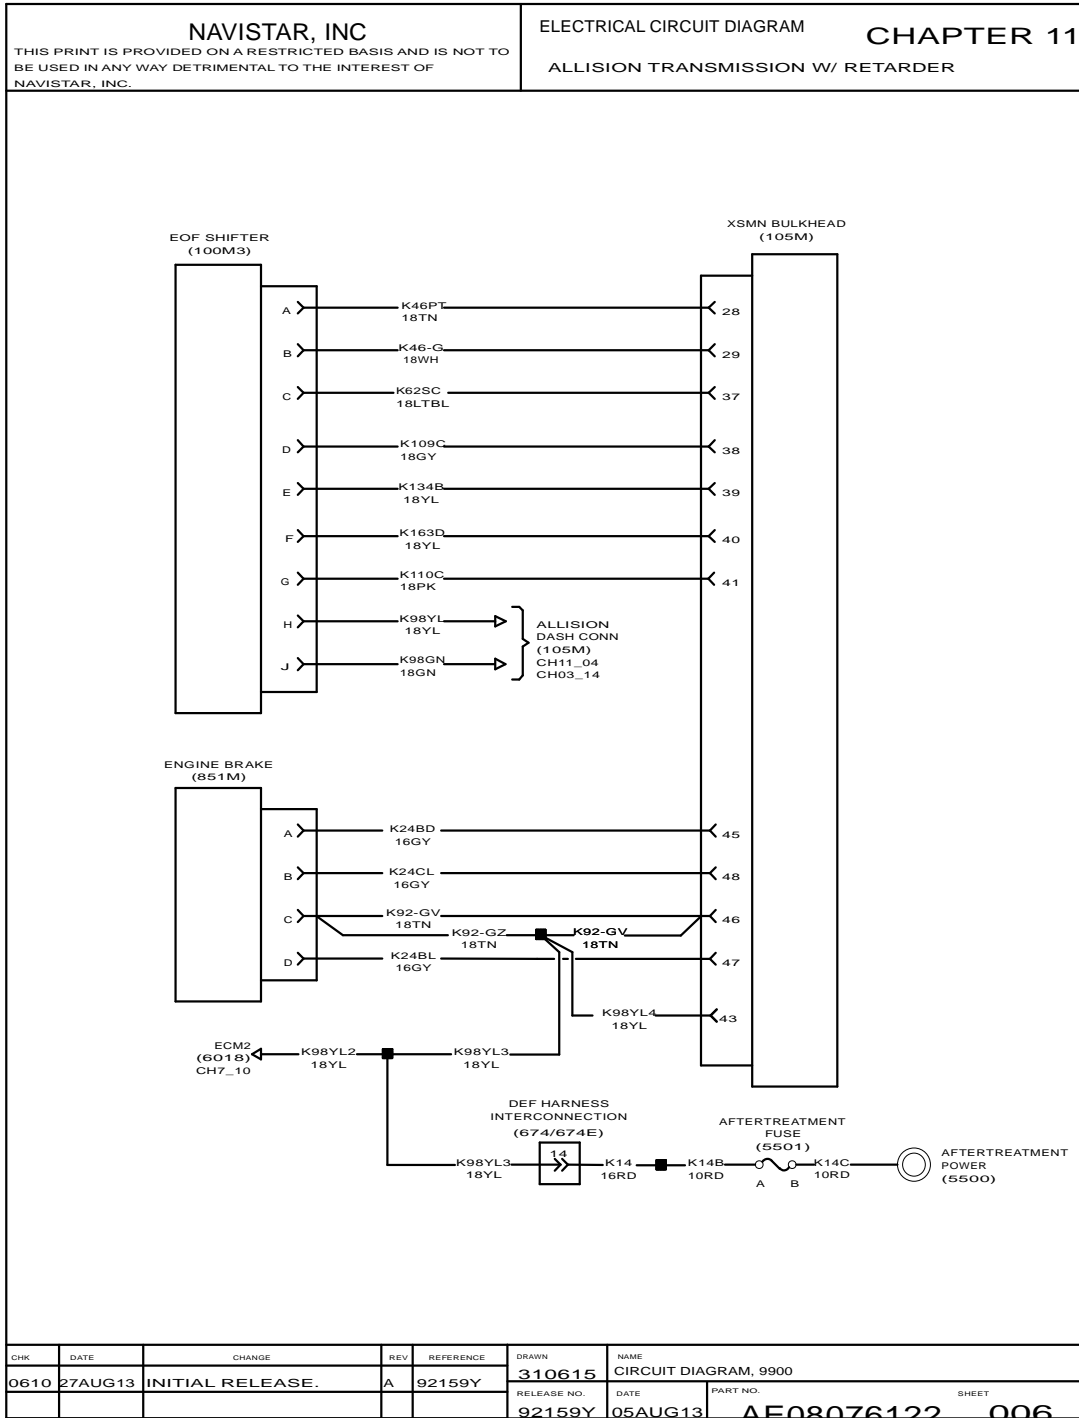 NAVISTAR, INC
THIS PRINT IS PROVIDED ON A RESTRICTED BASIS AND IS NOT TO
BE USED IN ANY WAY DETRIMENTAL TO THE INTEREST OF
NAVISTAR, INC.
ELECTRICAL CIRCUIT DIAGRAM
CHAPTER 11
ALLISION TRANSMISSION W/ RETARDER
EOF SHIFTER
(100M3)
XSMN BULKHEAD
(105M)
A K46PT 28
18TN
B K46-G 29
18WH
C K62SC 37
18LTBL
D K109C 38
18GY
E K134B 39
18YL
F K163D 40
18YL
G K110C 41
18PK
H K98YL
18YL
J K98GN
18GN
ALLISION
DASH CONN
(105M)
CH11_04
CH03_14
ENGINE BRAKE
(851M)
A K24BD 45
16GY
B K24CL 48
16GY
C K92-GV 46
18TN
K92-GZ K92-GV
18TN 18TN
D K24BL 47
16GY
K98YL4 43
18YL
ECM2
(6018)
CH7_10
K98YL2 K98YL3
18YL 18YL
DEF HARNESS
INTERCONNECTION
(674/674E)
14
AFTERTREATMENT
FUSE
(5501)
K98YL3 K14 K14B K14C
18YL 16RD 10RD 10RD
A B
AFTERTREATMENT
POWER
(5500)
CHK DATE CHANGE REV REFERENCE
0610 27AUG13 INITIAL RELEASE. A 92159Y
DRAWN NAME
310615 CIRCUIT DIAGRAM, 9900
RELEASE NO. DATE PART NO. SHEET
92159Y 05AUG13 AE08076122 006